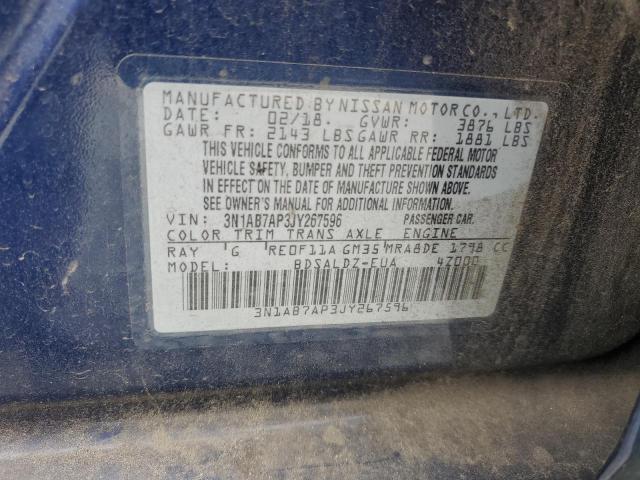 MANUFACTURED BY NISSAN MOTOR CO., LTD.
DATE: 02/18. GVWR: 3876 LBS
GAWR FR: 2143 LBS GAWR RR: 1881 LBS
THIS VEHICLE CONFORMS TO ALL APPLICABLE FEDERAL MOTOR
VEHICLE SAFETY, BUMPER AND THEFT PREVENTION STANDARDS
IN EFFECT ON THE DATE OF MANUFACTURE SHOWN ABOVE.
SEE OWNER'S MANUAL FOR ADDITIONAL INFORMATION.
VIN: 3N1AB7AP3JY267596 PASSENGER CAR.
COLOR TRIM TRANS AXLE ENGINE
RAY G RE0F11A GM35 MRA8DE 1798 CC
MODEL: BDSALDZ-EUA 4Z000
3N1AB7AP3JY267596